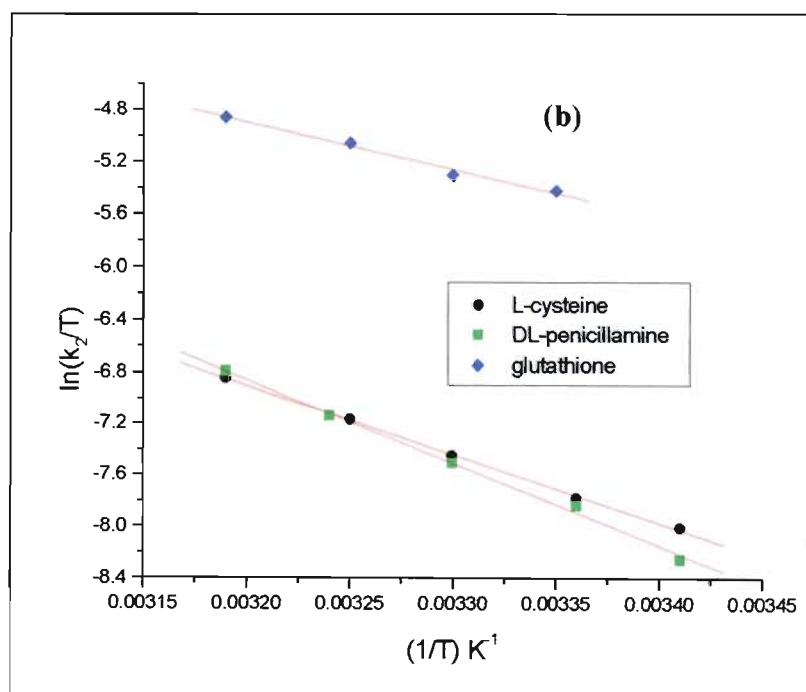 (b)
ln(k₂/T)
-4.8
-5.2
-5.6
-6.0
-6.4
-6.8
-7.2
-7.6
-8.0
-8.4
L-cysteine
DL-penicillamine
glutathione
0.00315 0.00320 0.00325 0.00330 0.00335 0.00340 0.00345
(1/T) K⁻¹